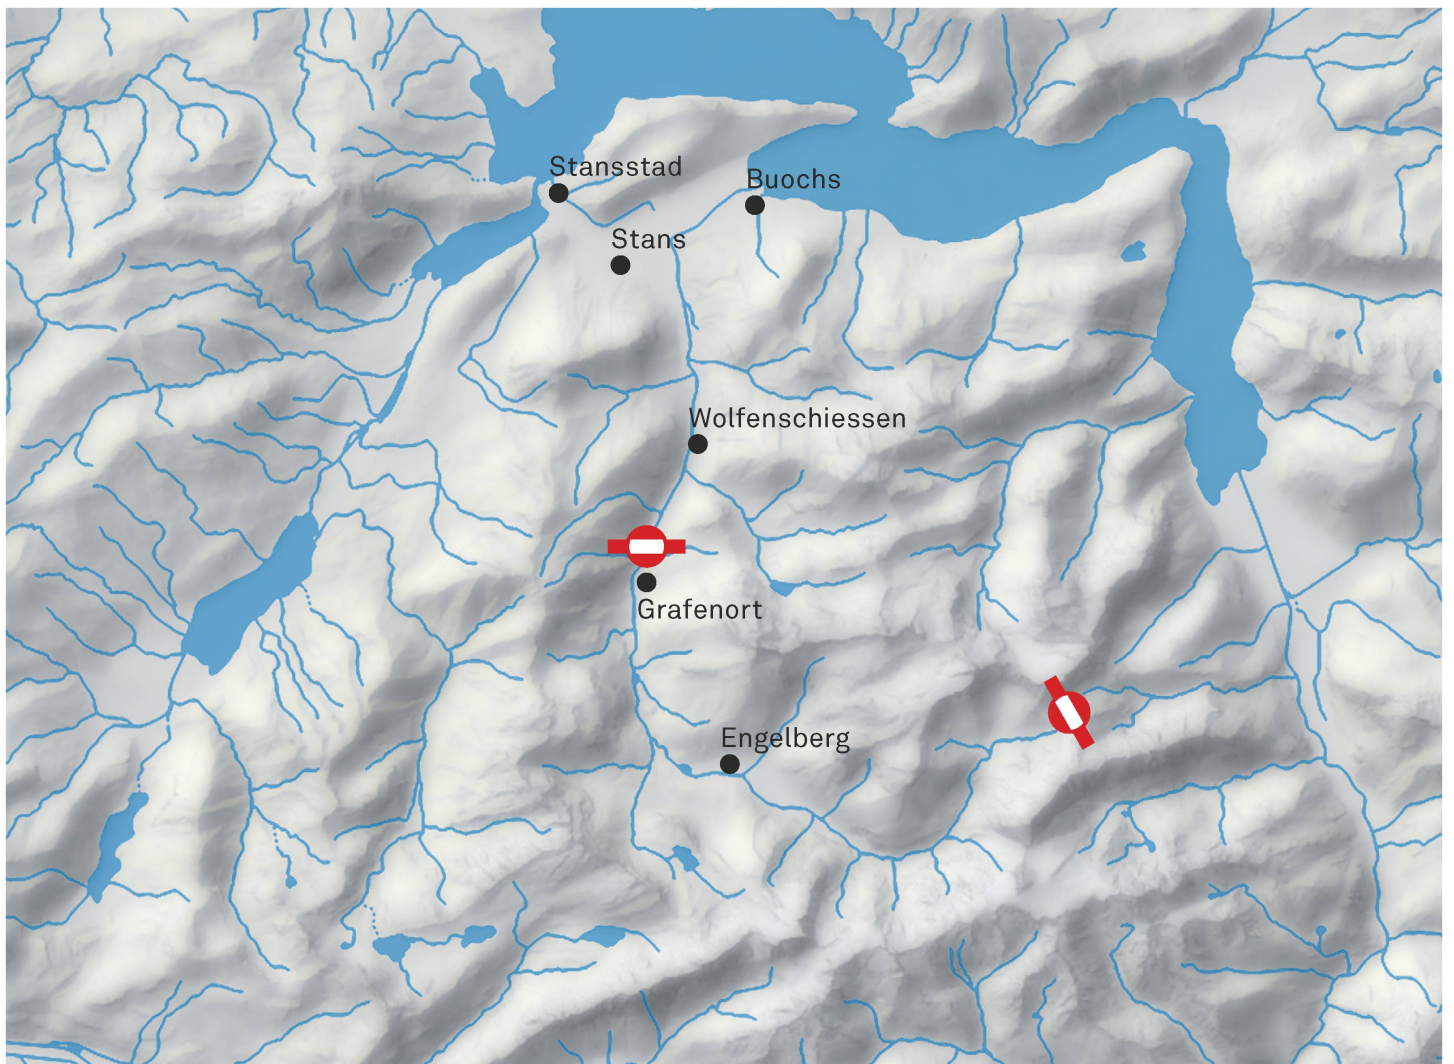 Stansstad
Buochs
Stans
Wolfenschiessen
Grafenort
Engelberg